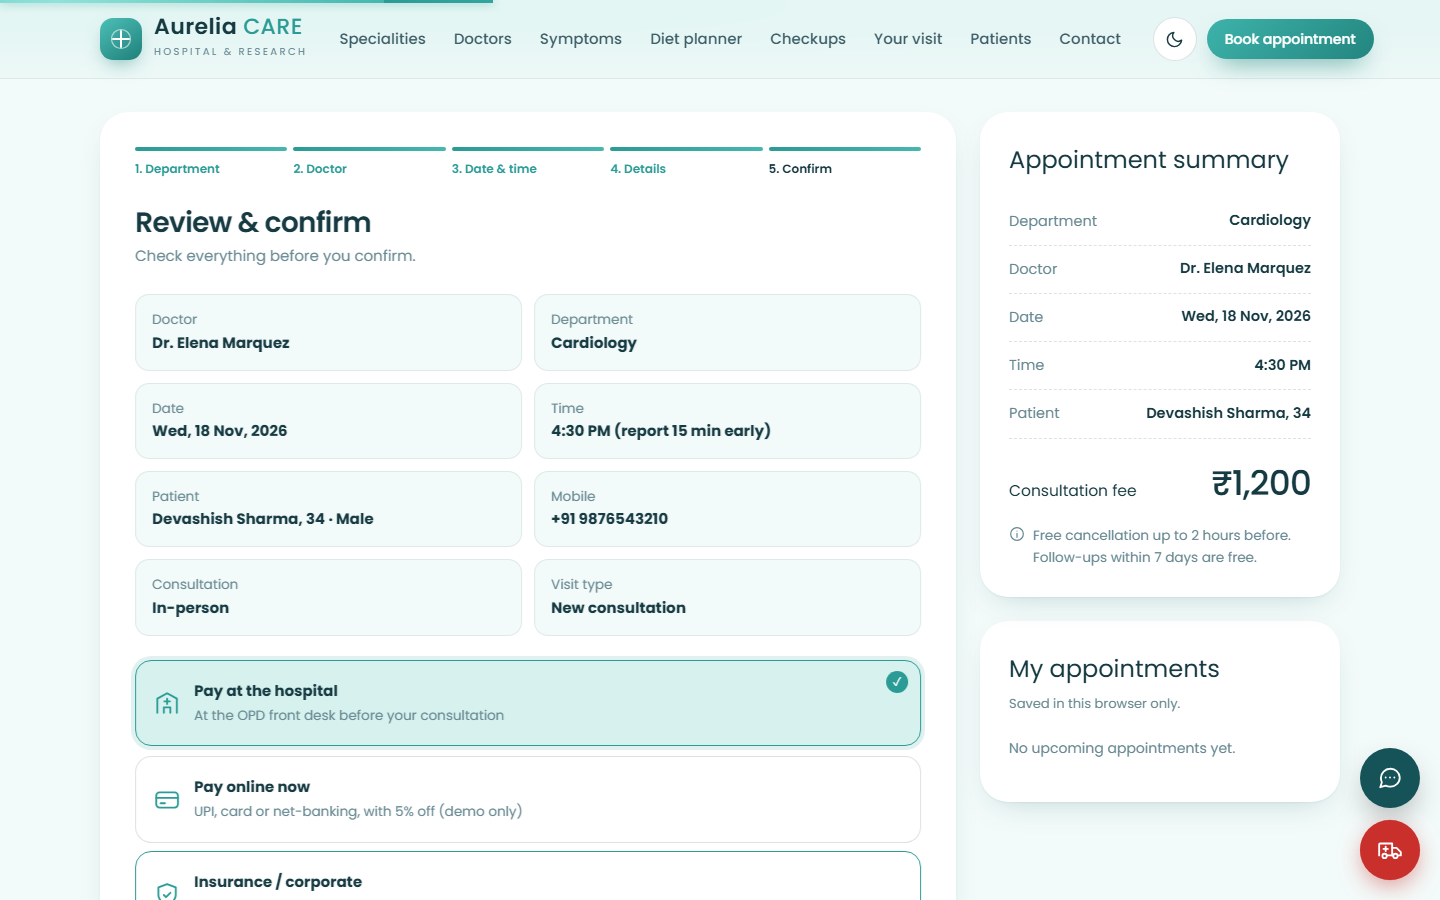 Aurelia CARE
HOSPITAL & RESEARCH
Specialities
Doctors
Symptoms
Diet planner
Checkups
Your visit
Patients
Contact
Book appointment
1. Department
2. Doctor
3. Date & time
4. Details
5. Confirm
Review & confirm
Check everything before you confirm.
Doctor
Dr. Elena Marquez
Department
Cardiology
Date
Wed, 18 Nov, 2026
Time
4:30 PM (report 15 min early)
Patient
Devashish Sharma, 34 · Male
Mobile
+91 9876543210
Consultation
In-person
Visit type
New consultation
Pay at the hospital
At the OPD front desk before your consultation
Pay online now
UPI, card or net-banking, with 5% off (demo only)
Insurance / corporate
Appointment summary
Department Cardiology
Doctor Dr. Elena Marquez
Date Wed, 18 Nov, 2026
Time 4:30 PM
Patient Devashish Sharma, 34
Consultation fee ₹1,200
Free cancellation up to 2 hours before.
Follow-ups within 7 days are free.
My appointments
Saved in this browser only.
No upcoming appointments yet.